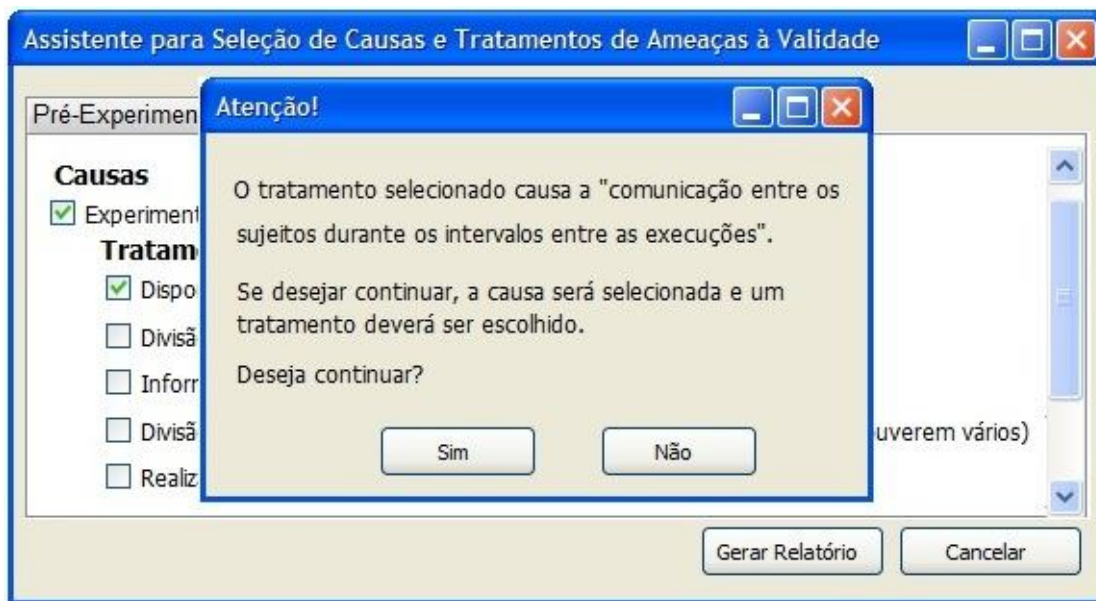 Assistente para Seleção de Causas e Tratamentos de Ameaças à Validade
Pré-Experimen
Atenção!
Causas
Experiment
Tratam
Dispo
Divisã
Inform
Divisã
uverem vários)
Realiz
O tratamento selecionado causa a "comunicação entre os
sujeitos durante os intervalos entre as execuções".
Se desejar continuar, a causa será selecionada e um
tratamento deverá ser escolhido.
Deseja continuar?
Sim
Não
Gerar Relatório
Cancelar